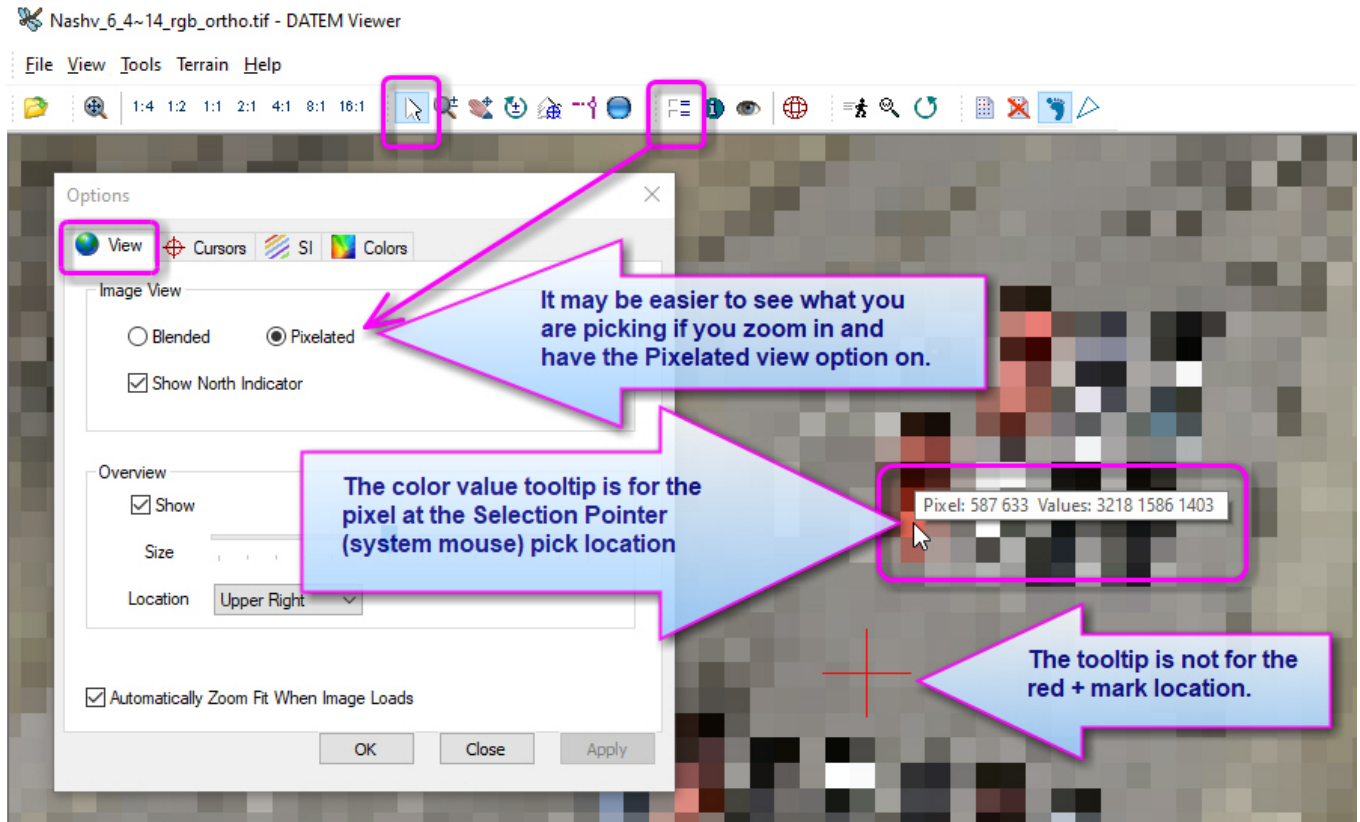 Nashv_6_4~14_rgb_ortho.tif - DATEM Viewer
File View Tools Terrain Help
1:4 1:2 1:1 2:1 4:1 8:1 16:1
Options
View Cursors SI Colors
Image View
Blended Pixelated
Show North Indicator
It may be easier to see what you
are picking if you zoom in and
have the Pixelated view option on.
Overview
Show
Size
Location Upper Right
The color value tooltip is for the
pixel at the Selection Pointer
(system mouse) pick location
Pixel: 587 633 Values: 3218 1586 1403
The tooltip is not for the
red + mark location.
Automatically Zoom Fit When Image Loads
OK Close Apply